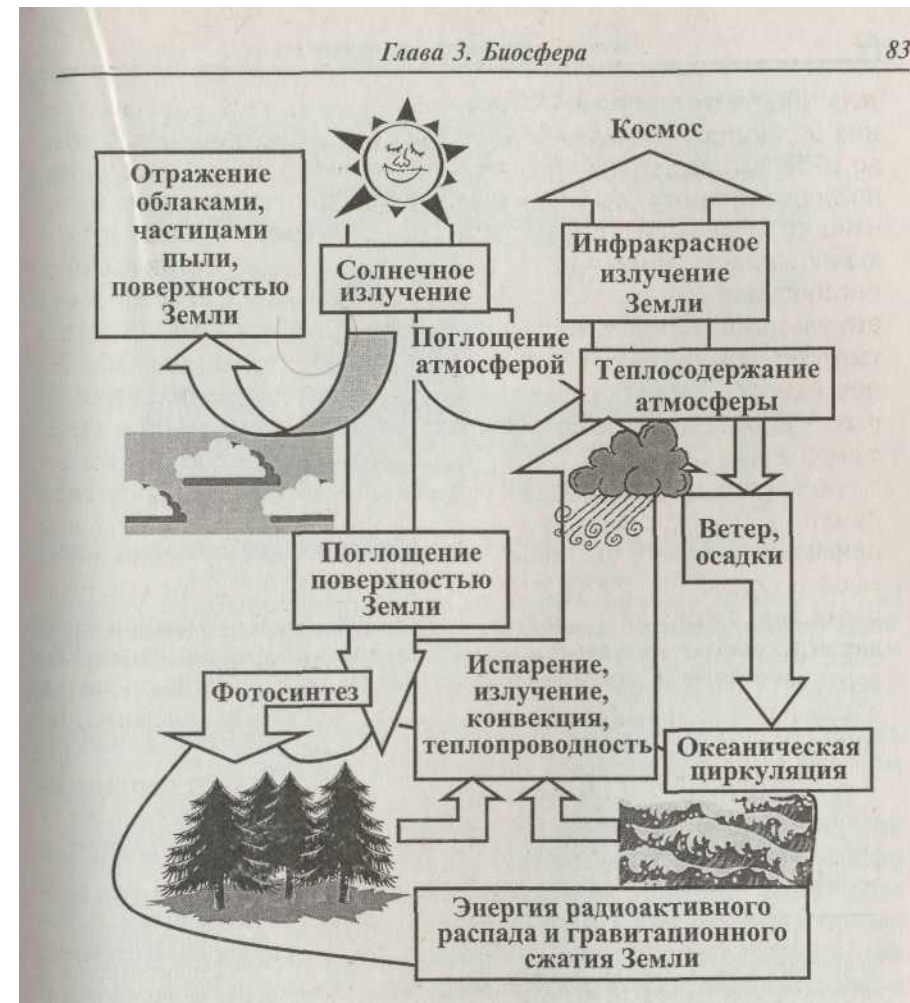 Глава 3. Биосфера
83
Космос
Отражение
облаками,
частицами
пыли,
поверхностью
Земли
Солнечное
излучение
Инфракрасное
излучение
Земли
Поглощение
атмосферой
Теплосодержание
атмосферы
Ветер,
осадки
Поглощение
поверхностью
Земли
Фотосинтез
Испарение,
излучение,
конвекция,
теплопроводность
Океаническая
циркуляция
Энергия радиоактивного
распада и гравитационного
сжатия Земли